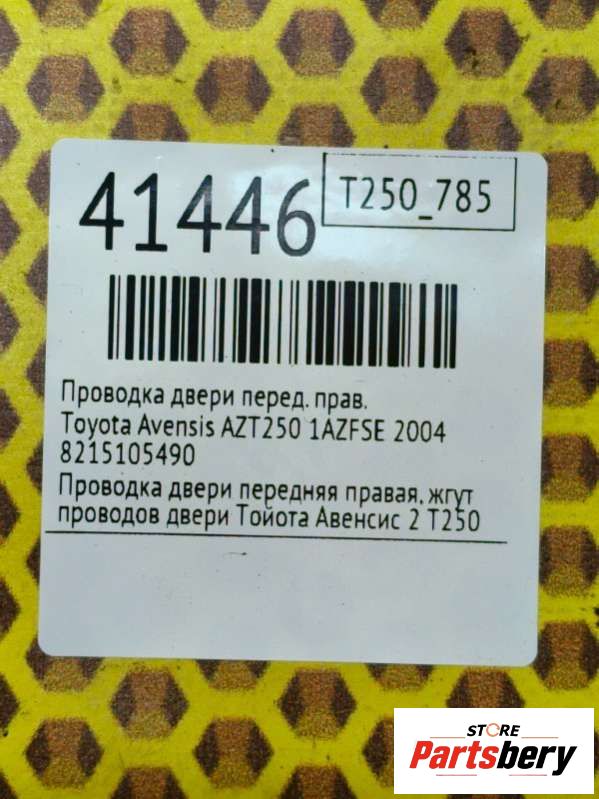 41446
T250_785
Проводка двери перед. прав.
Toyota Avensis AZT250 1AZFSE 2004
8215105490
Проводка двери передняя правая, жгут
проводов двери Тойота Авенсис 2 Т250
STORE
Partsbery